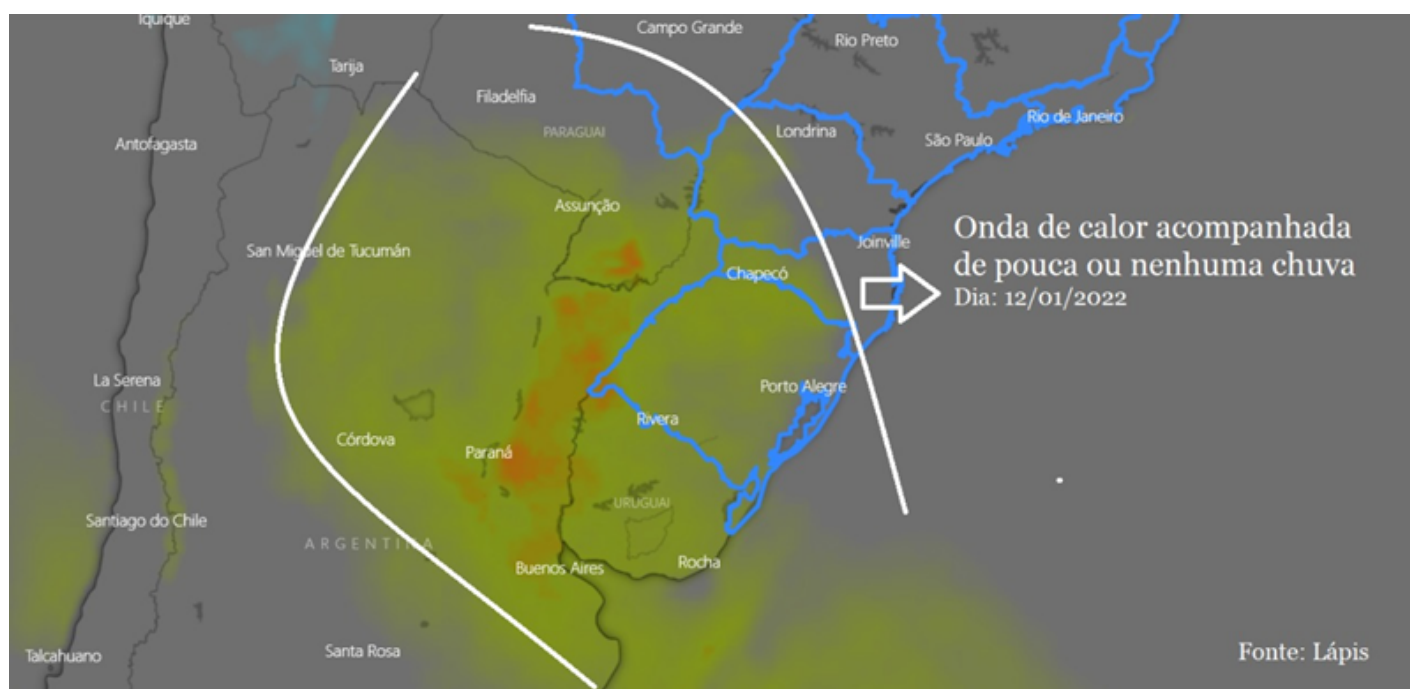 Iquique
Campo Grande
Rio Preto
Tarija
Filadelfia
Rio de Janeiro
Antofagasta
PARAGUAI
Londrina
São Paulo
Assunção
San Miguel de Tucumán
Joinville
Onda de calor acompanhada
de pouca ou nenhuma chuva
Dia: 12/01/2022
Chapecó
La Serena
CHILE
Porto Alegre
Rivera
Córdova
Paraná
URUGUAI
Santiago do Chile
ARGENTINA
Buenos Aires
Rocha
Talcahuano
Santa Rosa
Fonte: Lápis